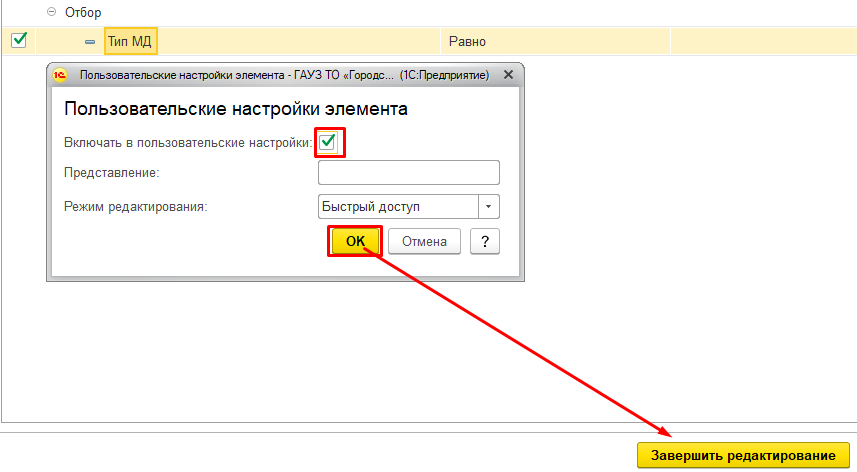 Отбор
Тип МД Равно
1С Пользовательские настройки элемента - ГАУЗ ТО «Городс... (1С:Предприятие)
Пользовательские настройки элемента
Включать в пользовательские настройки:
Представление:
Режим редактирования: Быстрый доступ
ОК Отмена ?
Завершить редактирование